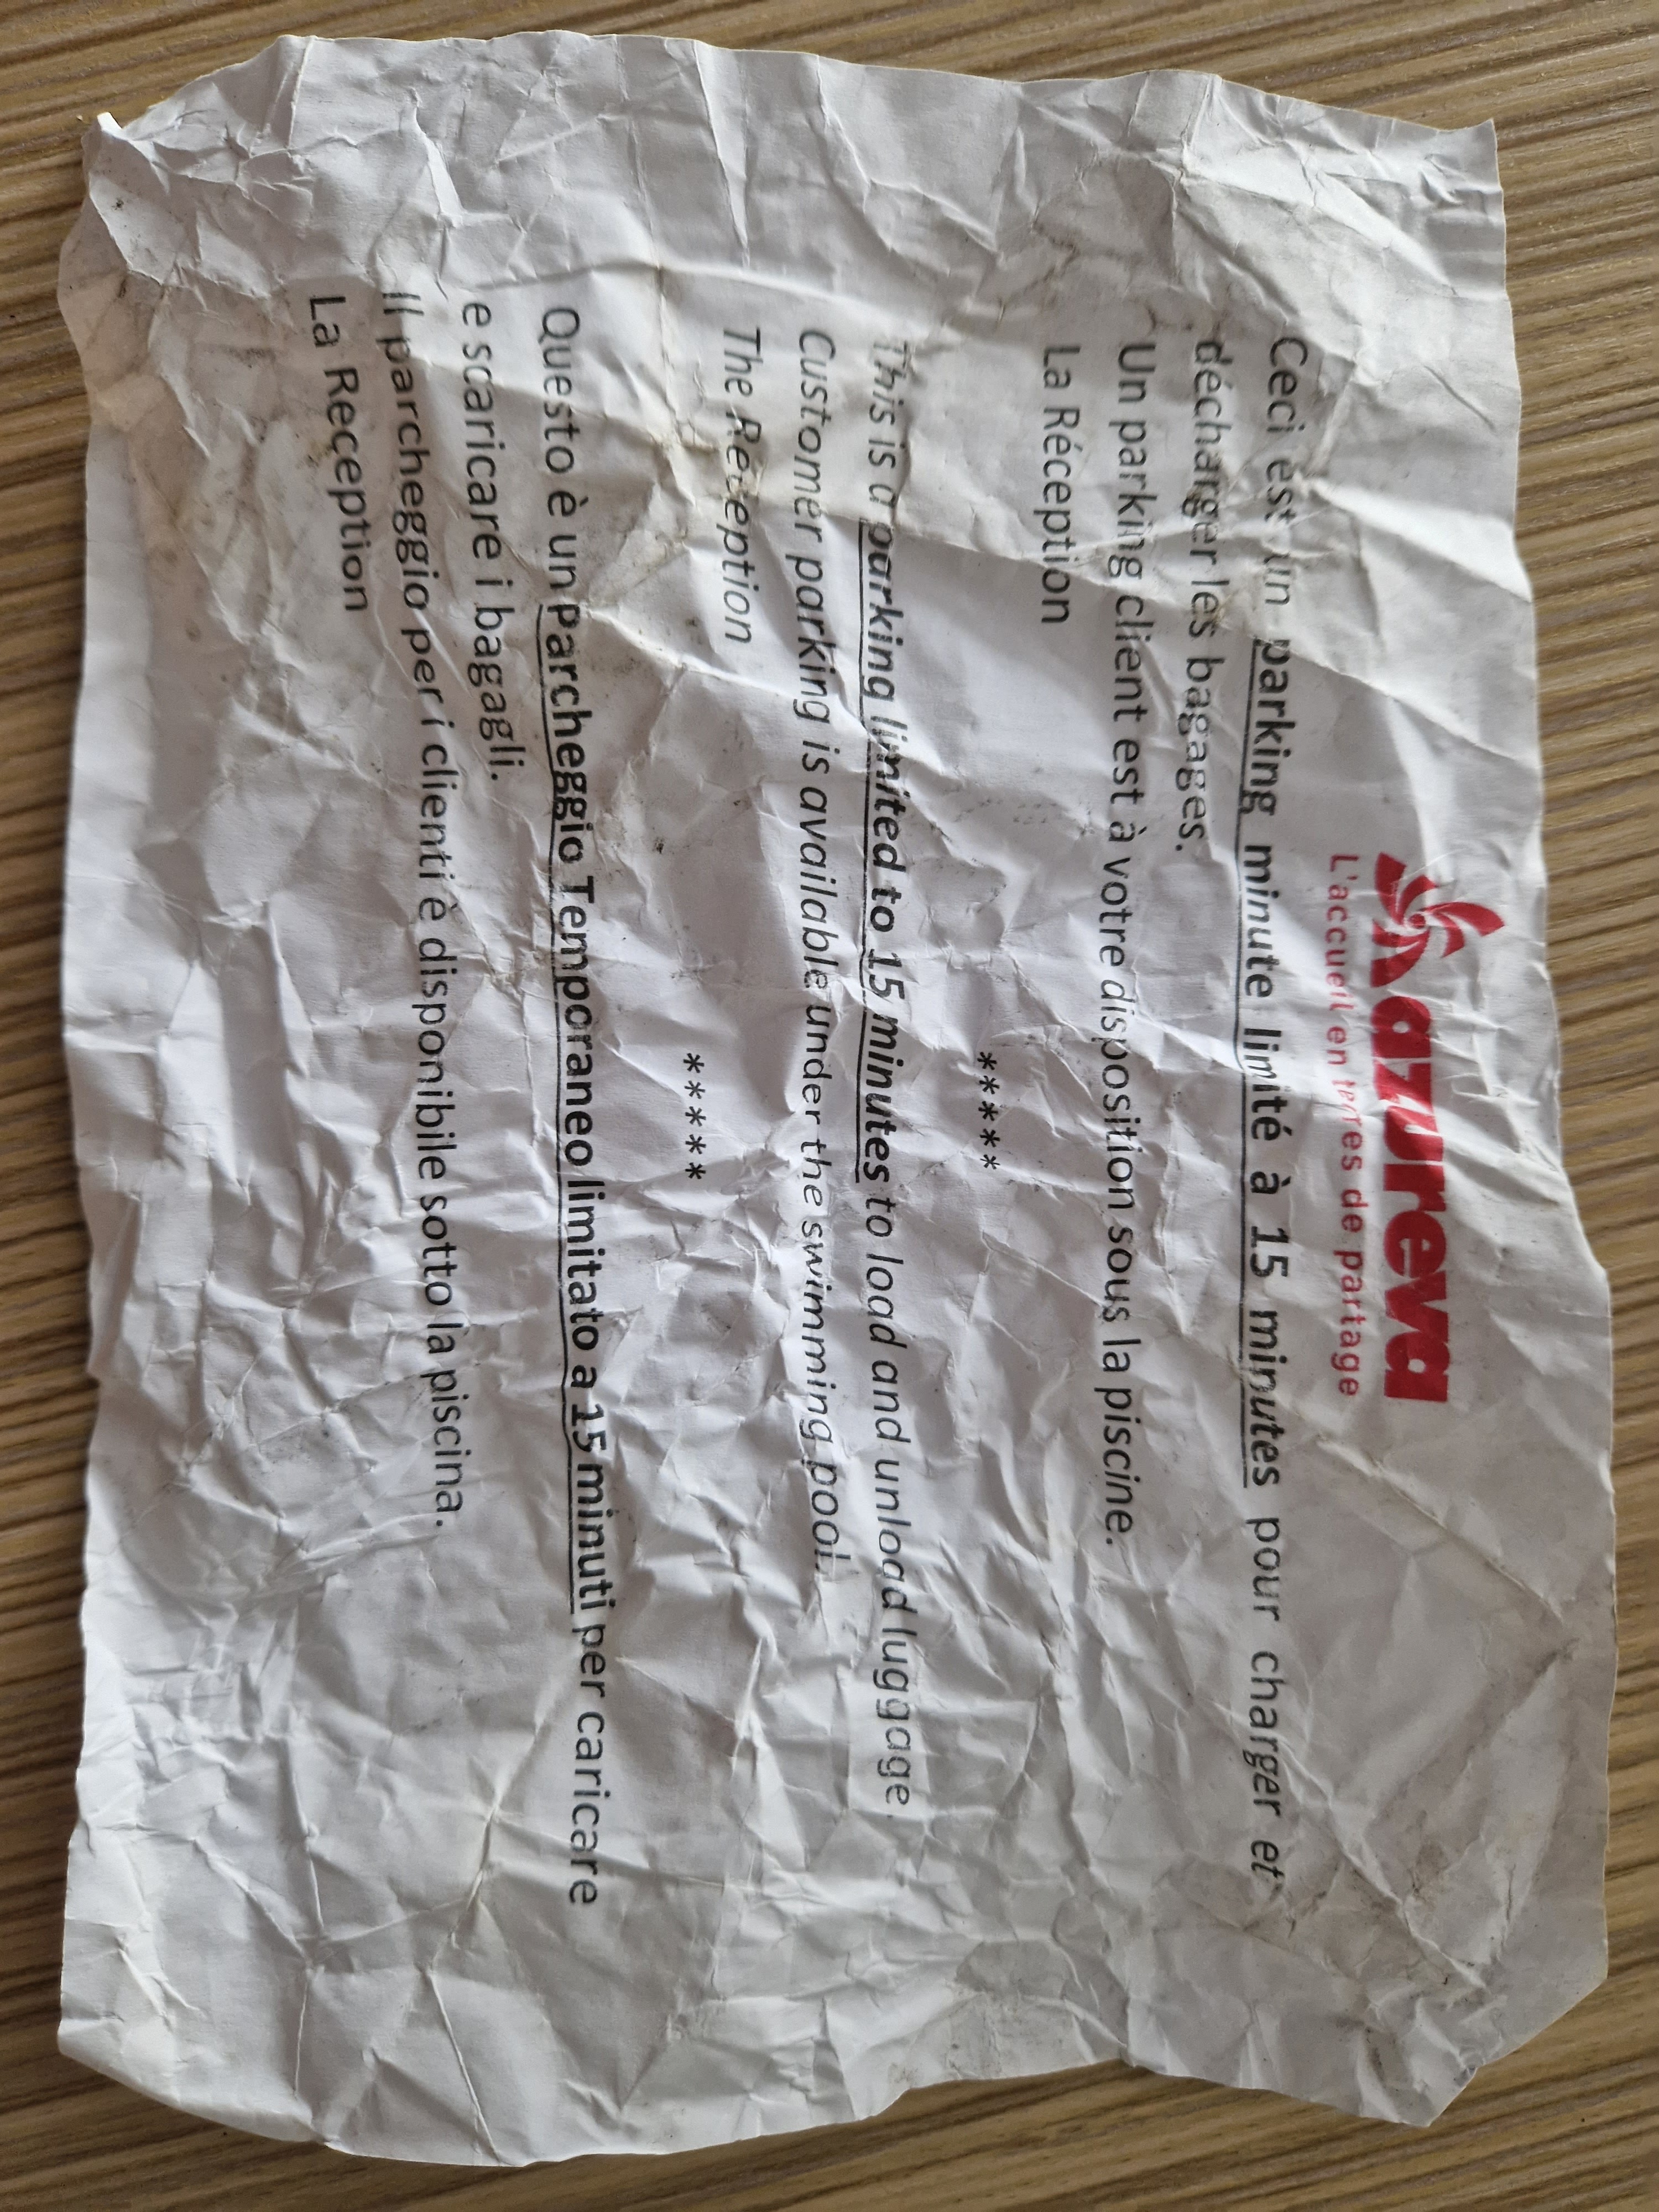 azureva
L'accueil en terres de partage
Ceci est un parking minute limité à 15 minutes pour charger et
décharger les bagages.
Un parking client est à votre disposition sous la piscine.
La Réception
*****
This is a parking limited to 15 minutes to load and unload luggage.
Customer parking is available under the swimming pool.
The Reception
*****
Questo è un Parcheggio Temporaneo limitato a 15 minuti per caricare
e scaricare i bagagli.
Il parcheggio per i clienti è disponibile sotto la piscina.
La Reception